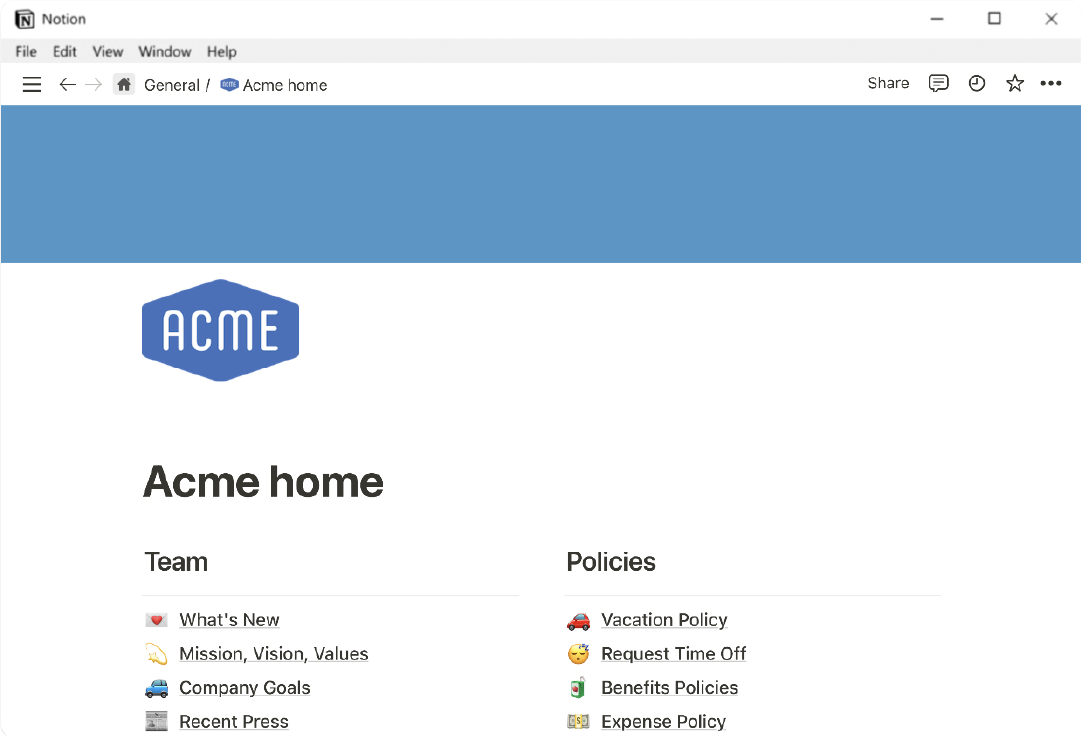 Notion
File Edit View Window Help
General / ACME Acme home Share
ACME
Acme home
Team
What's New
Mission, Vision, Values
Company Goals
Recent Press
Policies
Vacation Policy
Request Time Off
Benefits Policies
Expense Policy